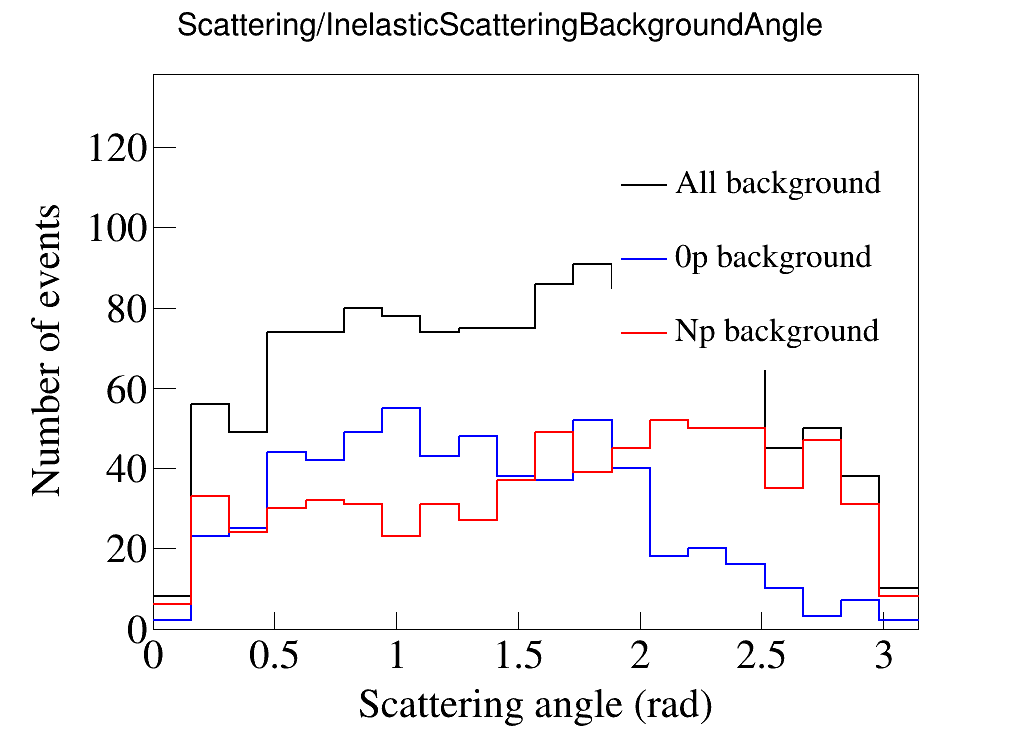 Scattering/InelasticScatteringBackgroundAngle
120
100
80
60
40
20
0
Number of events
All background
0p background
Np background
0 0.5 1 1.5 2 2.5 3
Scattering angle (rad)